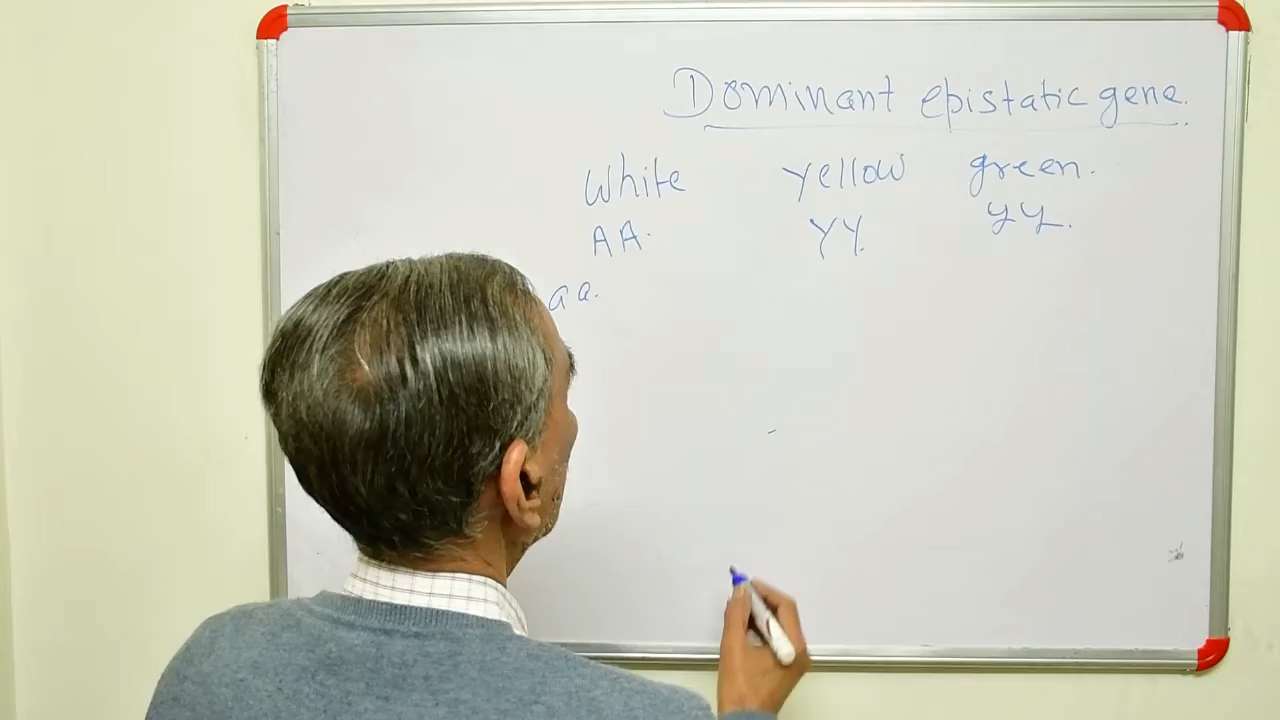 Dominant epistatic gene.
White yellow green.
AA. YY. yy.
aa.